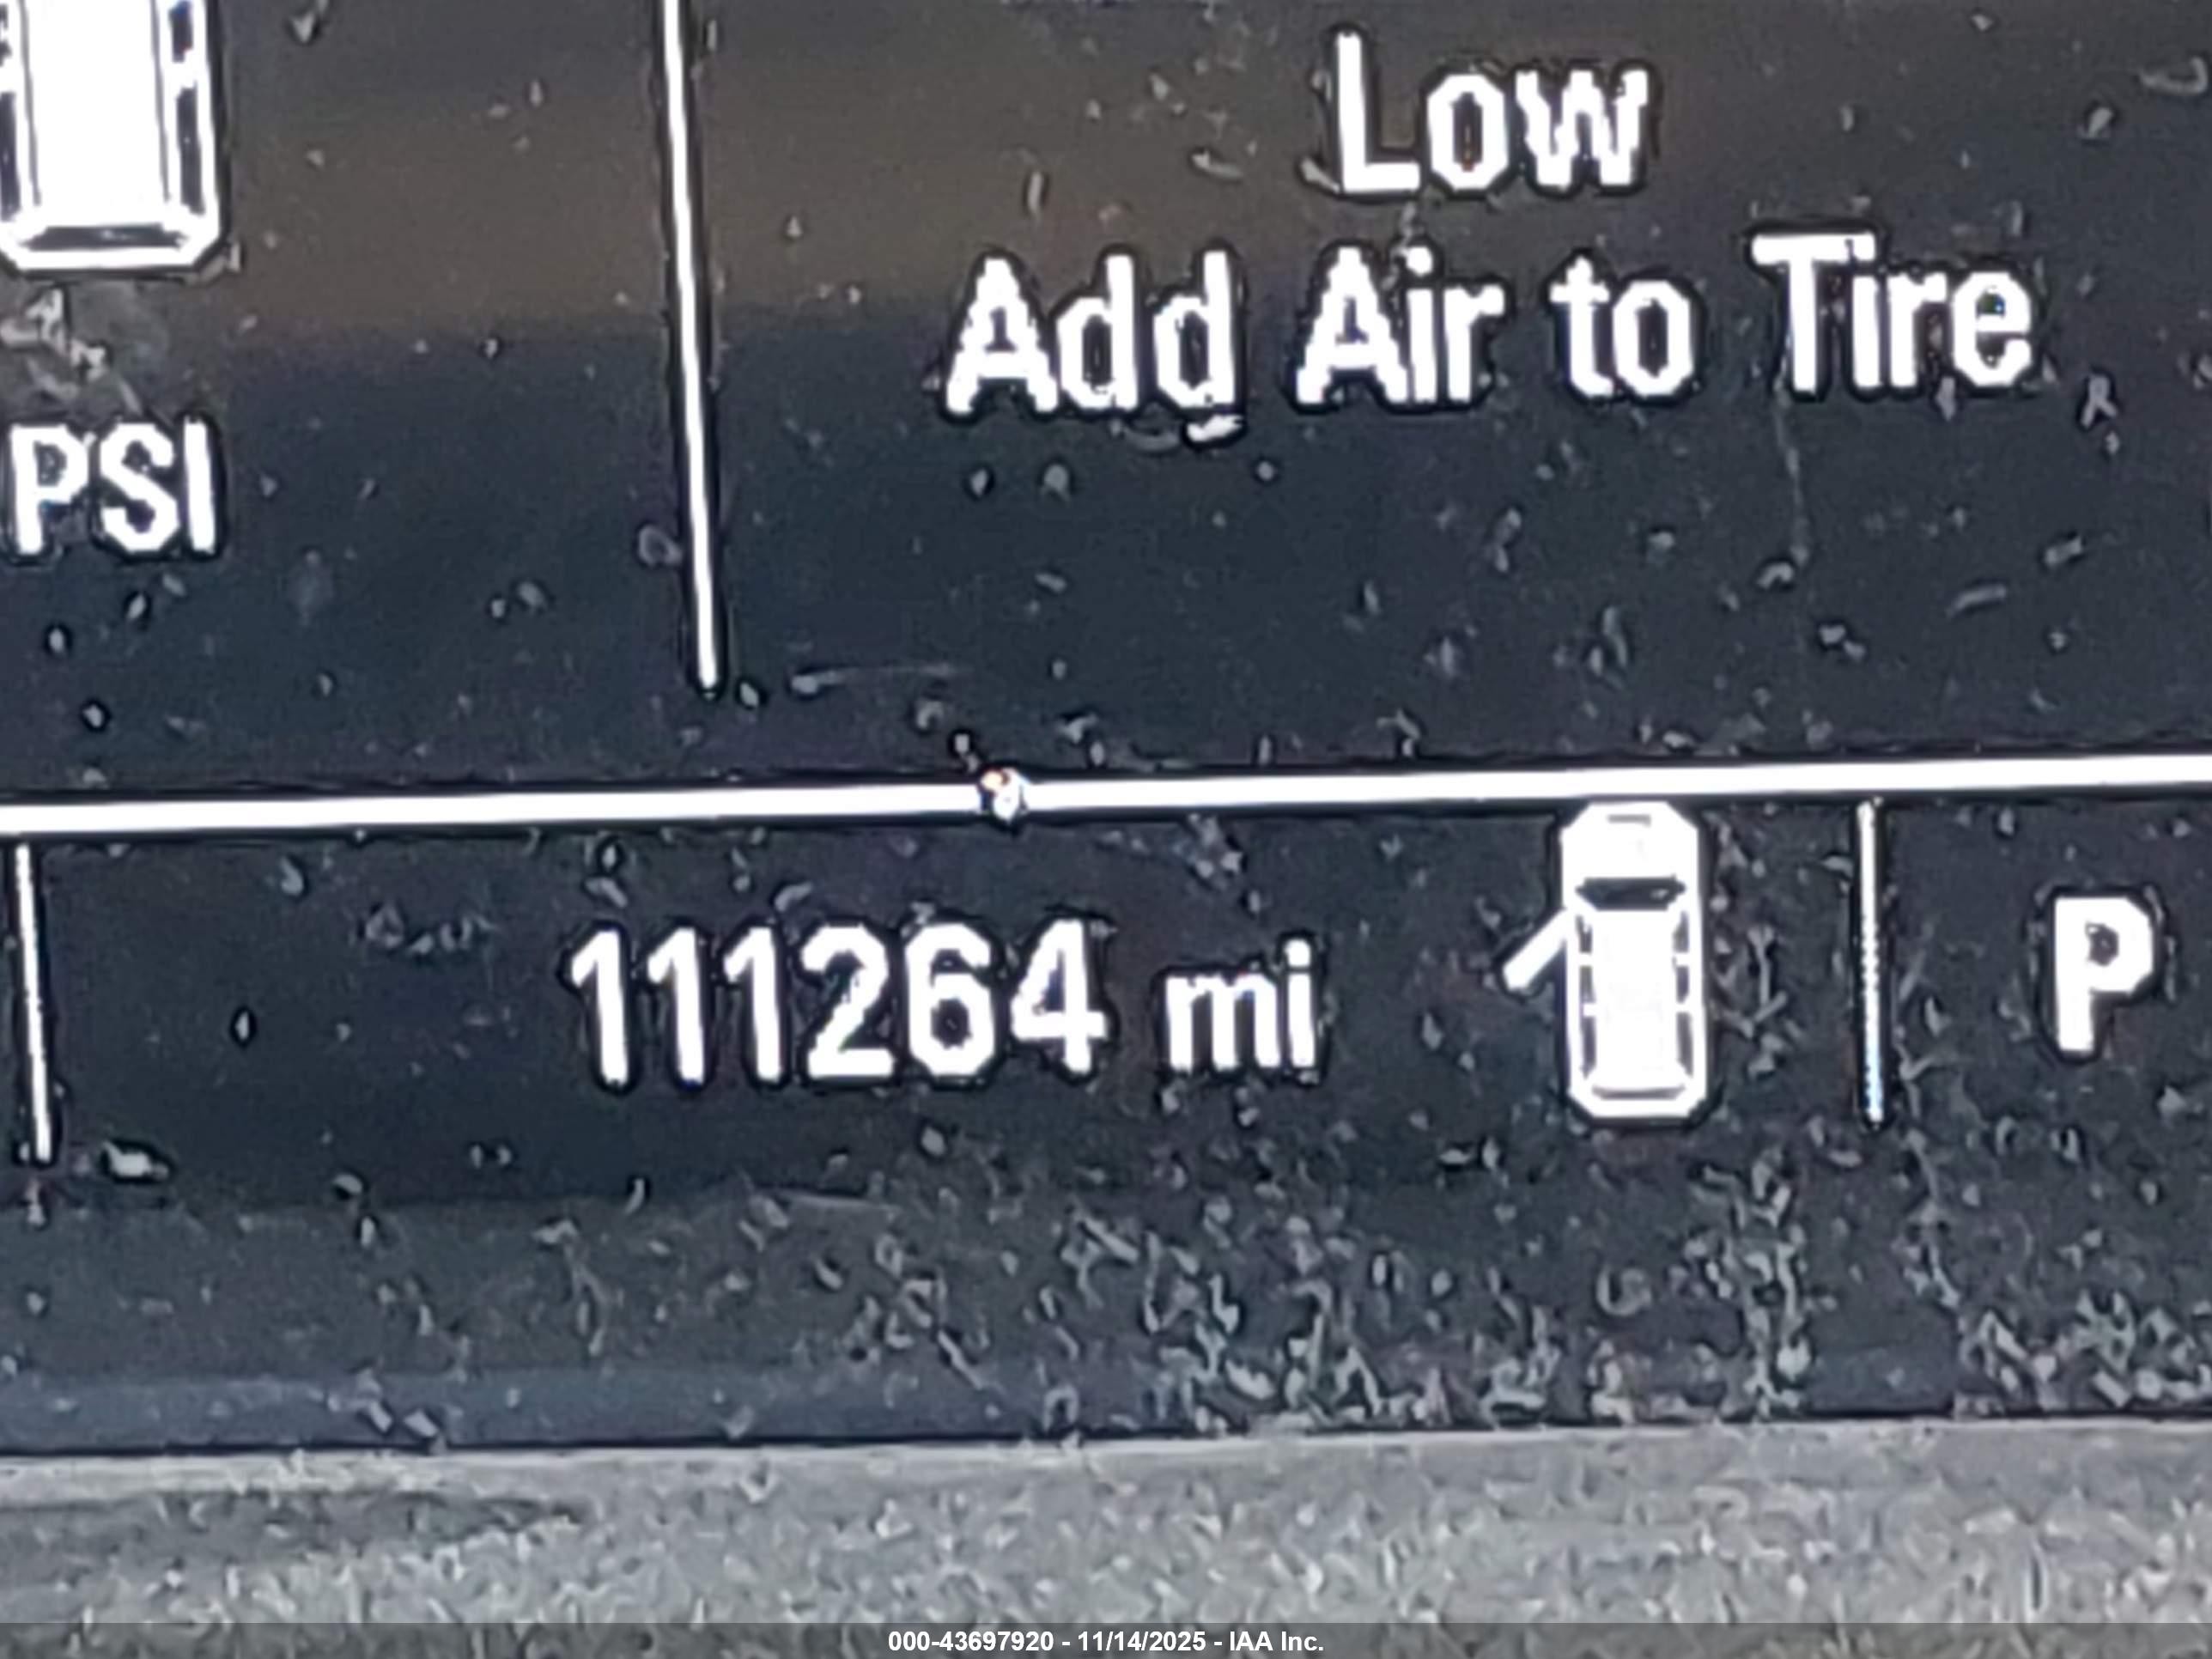 Low
Add Air to Tire
PSI
111264 mi
P
000-43697920 - 11/14/2025 - IAA Inc.